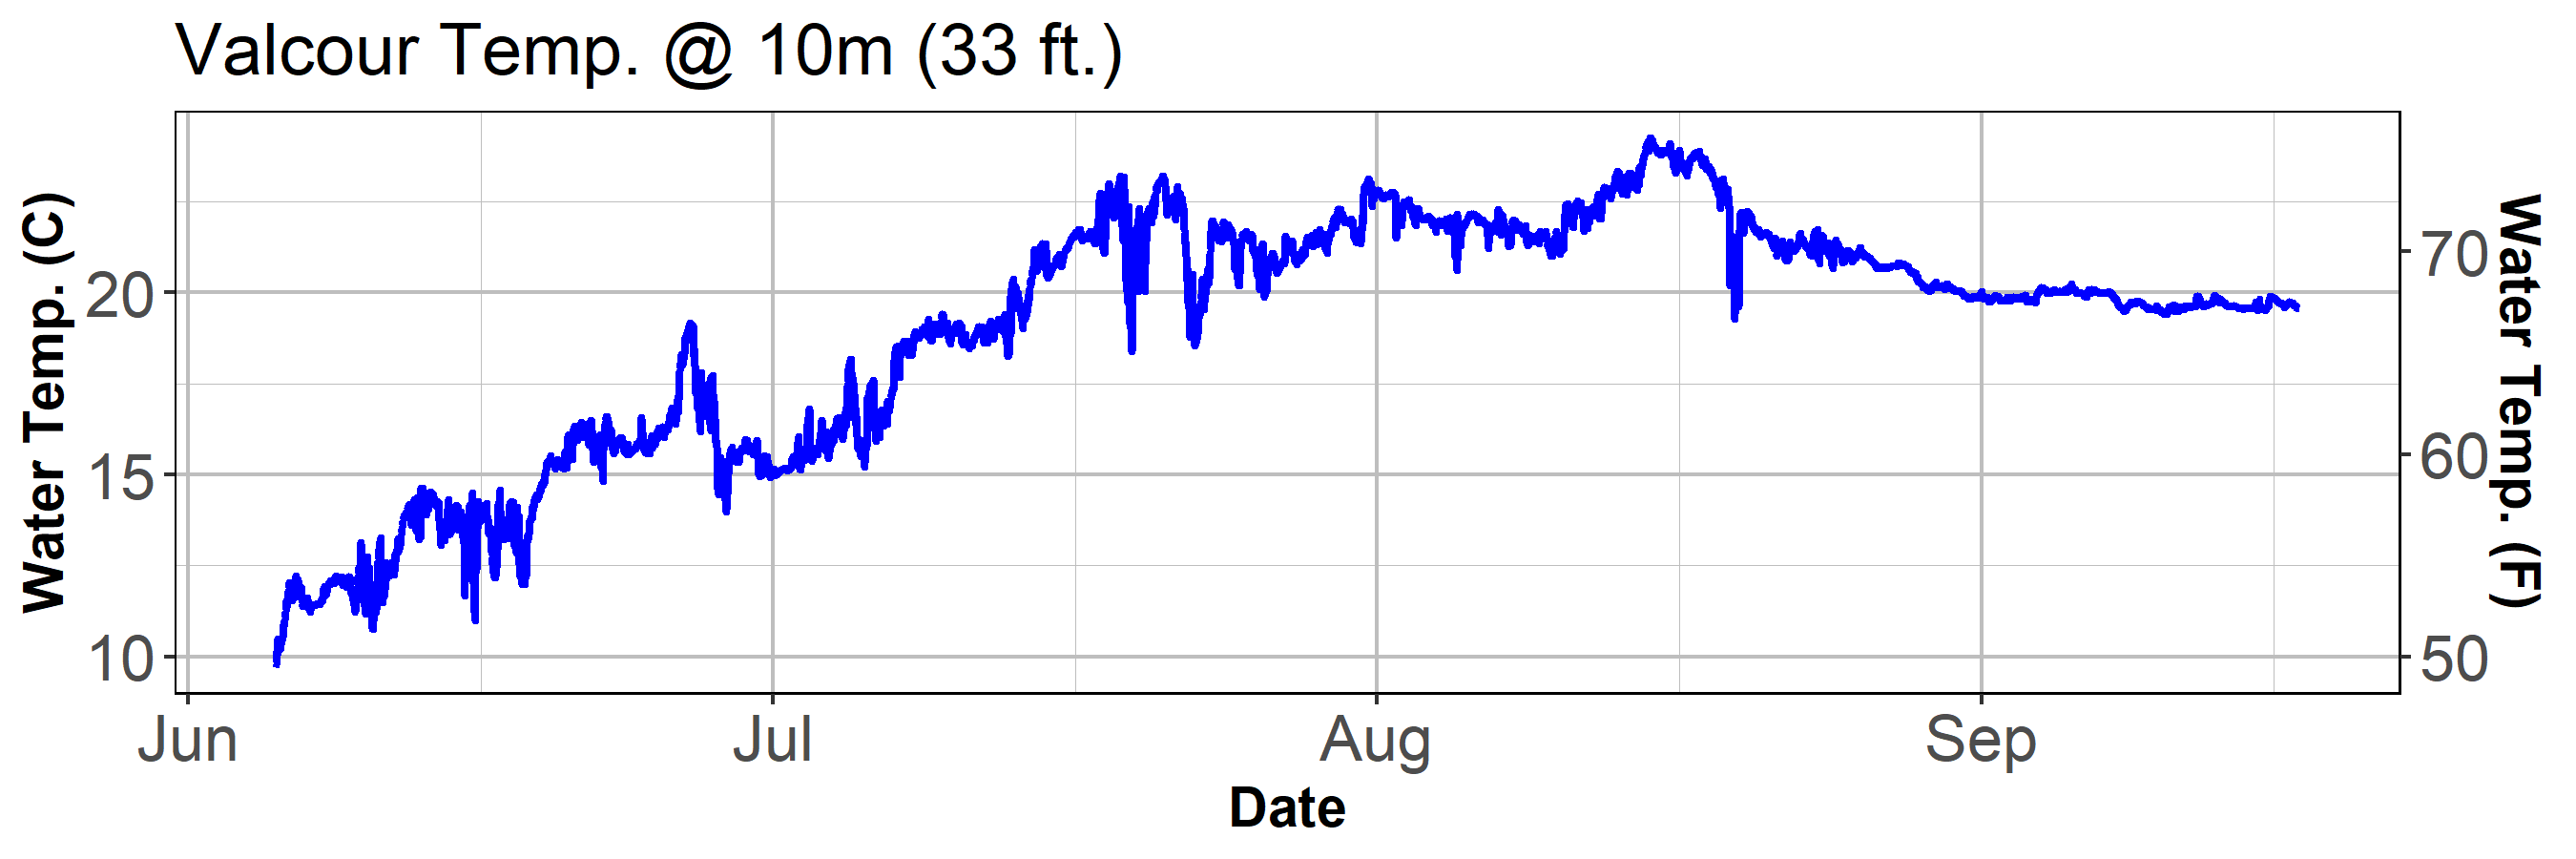 Valcour Temp. @ 10m (33 ft.)
Water Temp. (C)
20
15
10
70
60
50
Water Temp. (F)
Jun Jul Aug Sep
Date